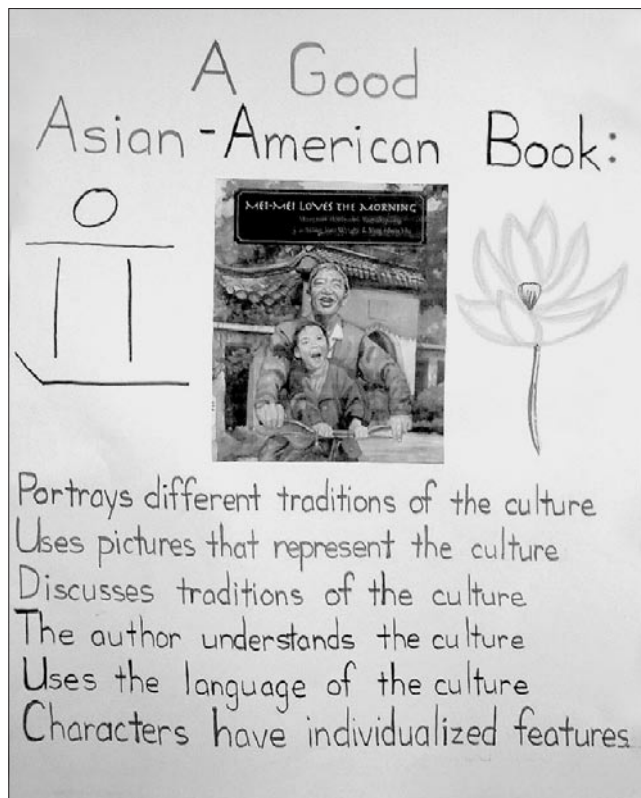 A Good
Asian-American Book:
MEI-MEI LOVES THE MORNING
Portrays different traditions of the culture
Uses pictures that represent the culture
Discusses traditions of the culture
The author understands the culture
Uses the language of the culture
Characters have individualized features